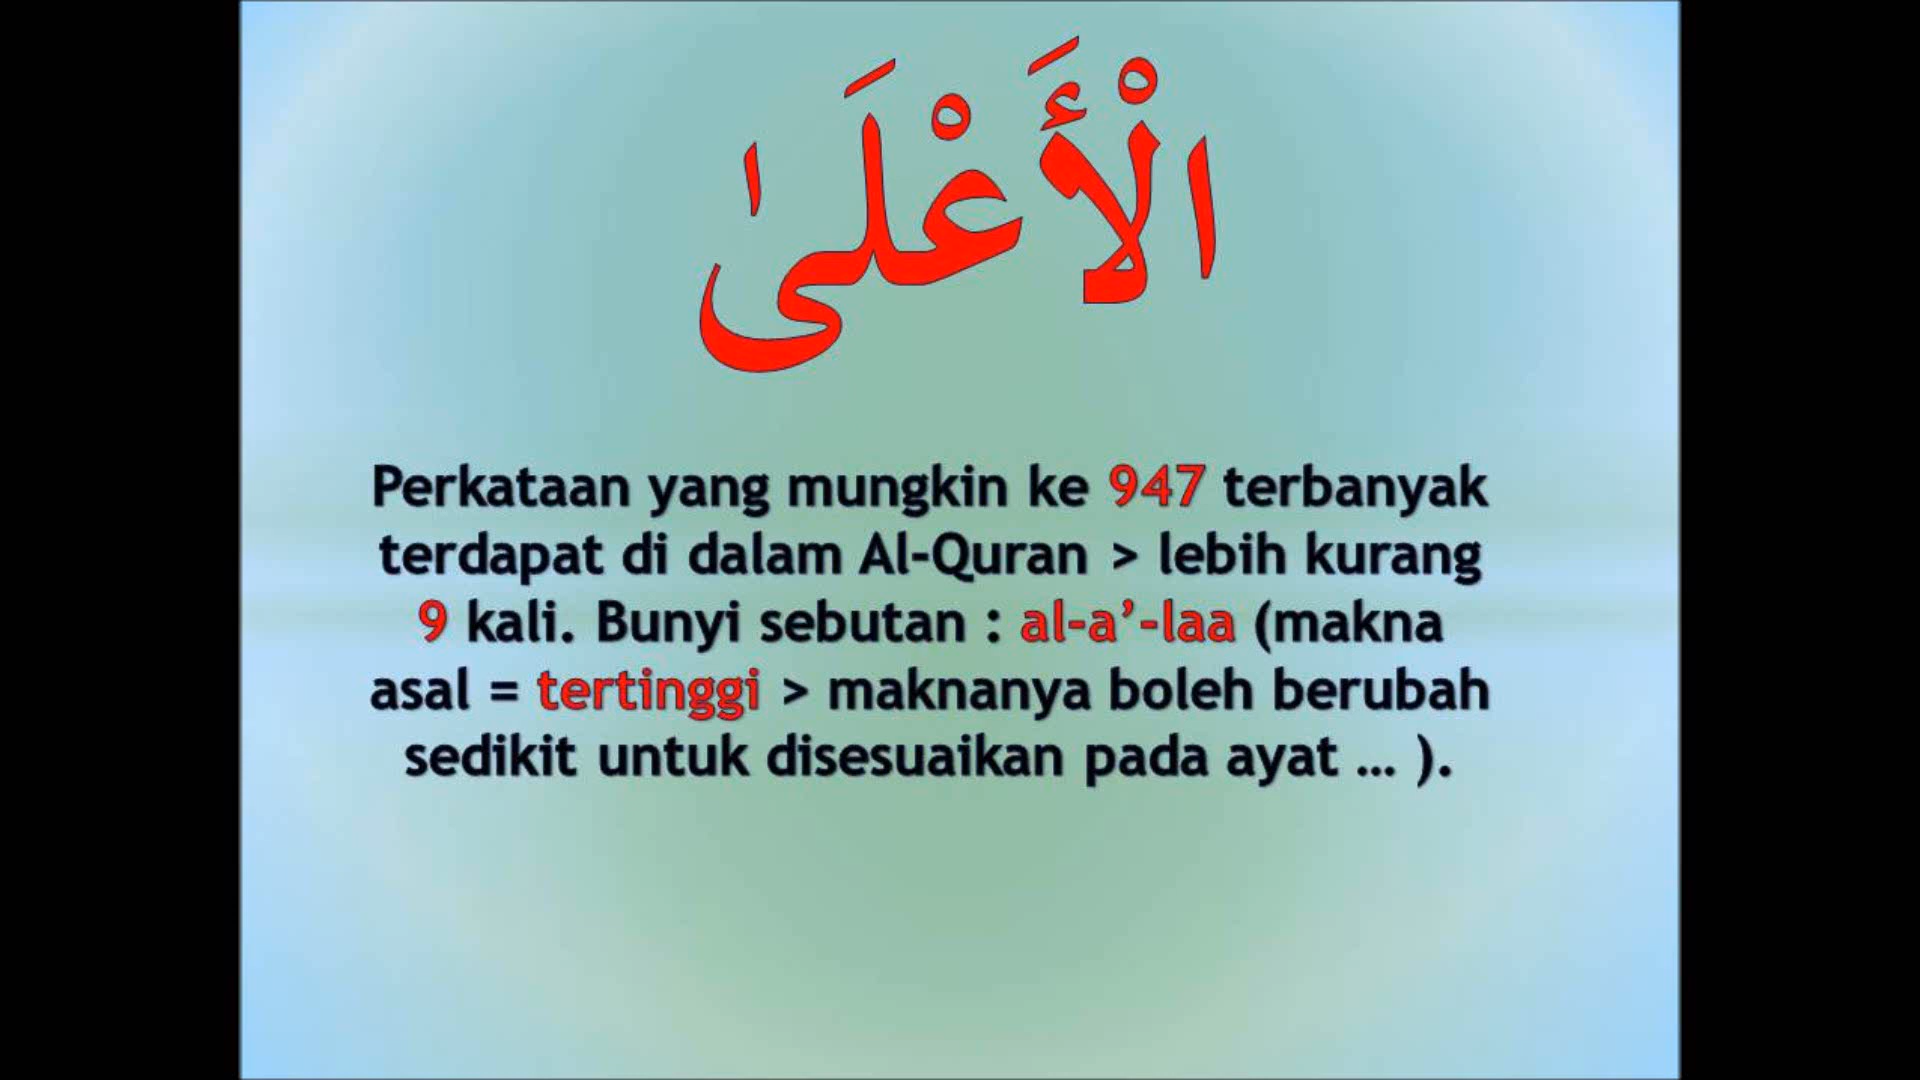 الْأَعْلَىٰ
Perkataan yang mungkin ke 947 terbanyak
terdapat di dalam Al-Quran > lebih kurang
9 kali. Bunyi sebutan : al-a’-laa (makna
asal = tertinggi > maknanya boleh berubah
sedikit untuk disesuaikan pada ayat ... ).